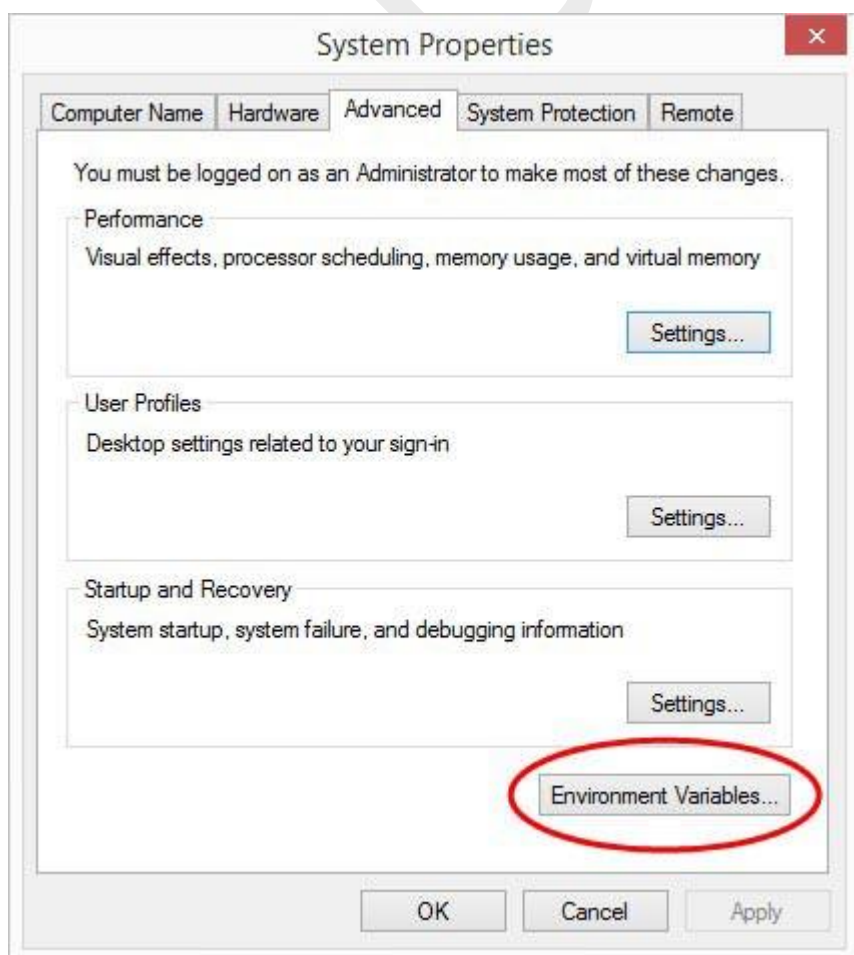 System Properties
Computer Name Hardware Advanced System Protection Remote
You must be logged on as an Administrator to make most of these changes.
Performance
Visual effects, processor scheduling, memory usage, and virtual memory
Settings...
User Profiles
Desktop settings related to your sign-in
Settings...
Startup and Recovery
System startup, system failure, and debugging information
Settings...
Environment Variables...
OK Cancel Apply